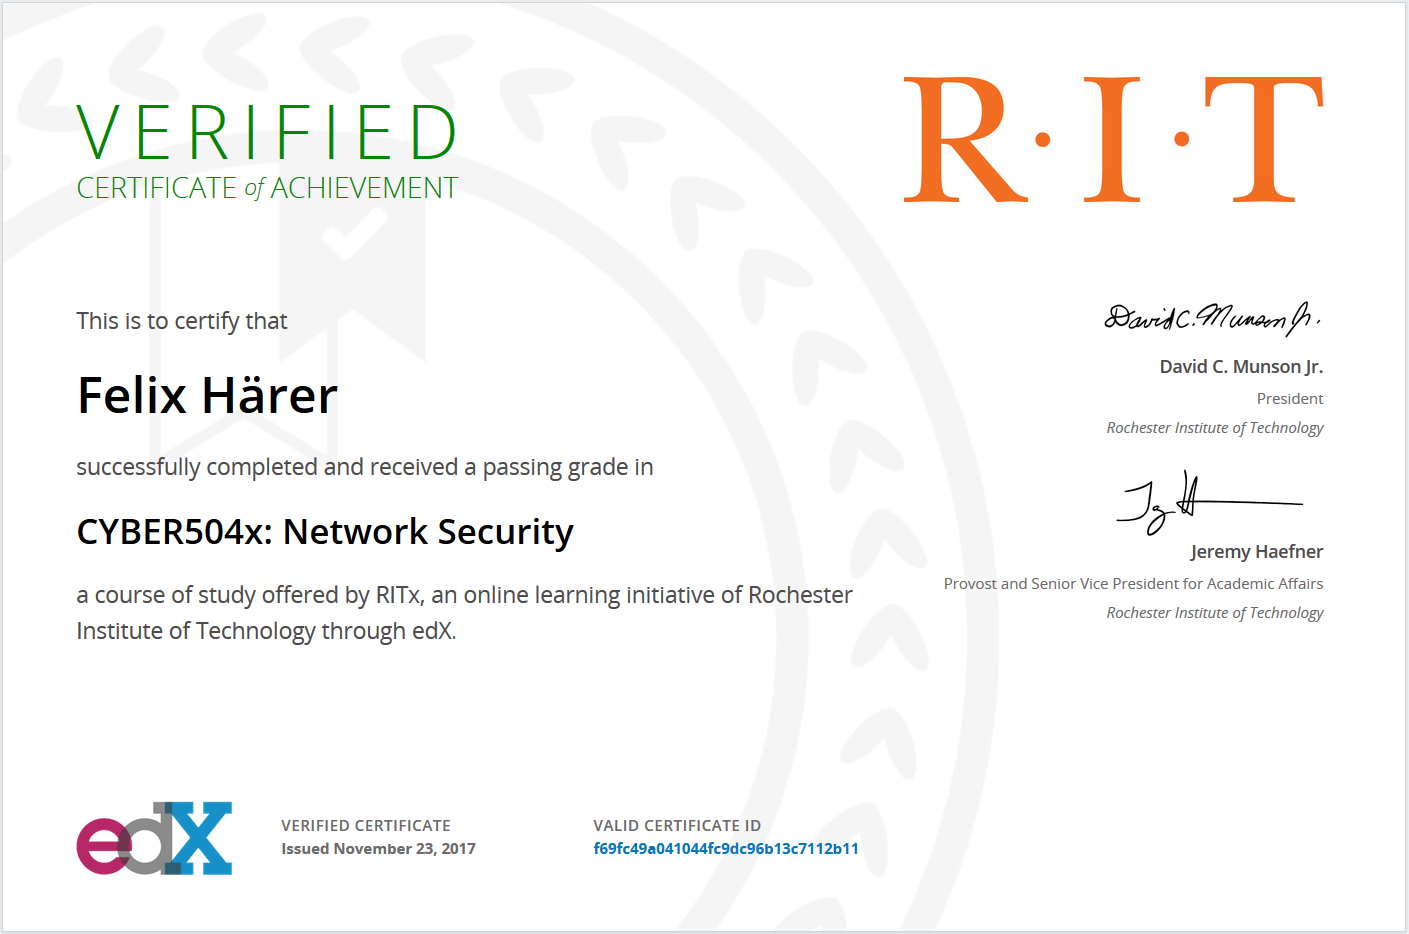 VERIFIED
CERTIFICATE of ACHIEVEMENT
R·I·T
This is to certify that
Felix Härer
successfully completed and received a passing grade in
CYBER504x: Network Security
a course of study offered by RITx, an online learning initiative of Rochester
Institute of Technology through edX.
David C. Munson Jr.
David C. Munson Jr.
President
Rochester Institute of Technology
Jeremy Haefner
Provost and Senior Vice President for Academic Affairs
Rochester Institute of Technology
edX
VERIFIED CERTIFICATE
Issued November 23, 2017
VALID CERTIFICATE ID
f69fc49a041044fc9dc96b13c7112b11